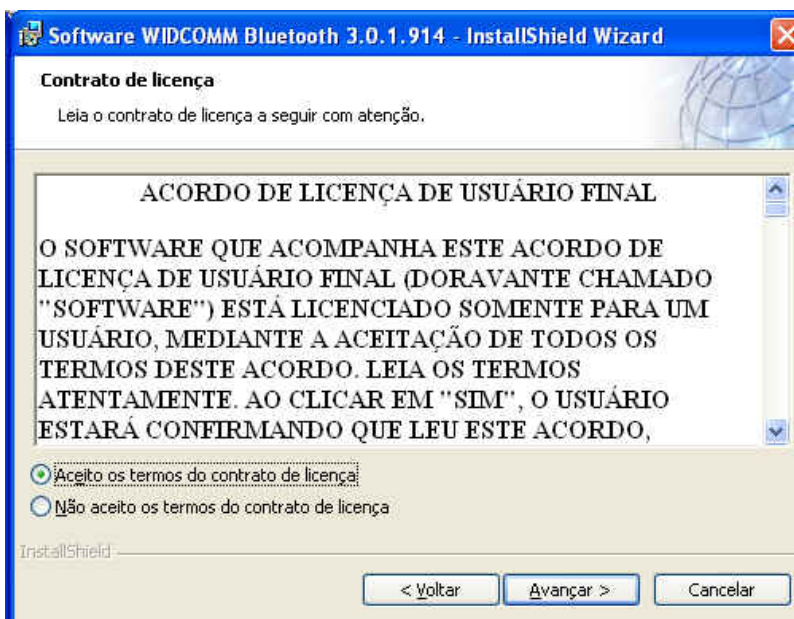 Software WIDCOMM Bluetooth 3.0.1.914 - InstallShield Wizard
Contrato de licença
Leia o contrato de licença a seguir com atenção.
ACORDO DE LICENÇA DE USUÁRIO FINAL
O SOFTWARE QUE ACOMPANHA ESTE ACORDO DE
LICENÇA DE USUÁRIO FINAL (DORAVANTE CHAMADO
"SOFTWARE") ESTÁ LICENCIADO SOMENTE PARA UM
USUÁRIO, MEDIANTE A ACEITAÇÃO DE TODOS OS
TERMOS DESTE ACORDO. LEIA OS TERMOS
ATENTAMENTE. AO CLICAR EM "SIM", O USUÁRIO
ESTARÁ CONFIRMANDO QUE LEU ESTE ACORDO,
Aceito os termos do contrato de licença
Não aceito os termos do contrato de licença
InstallShield
< Voltar Avançar > Cancelar